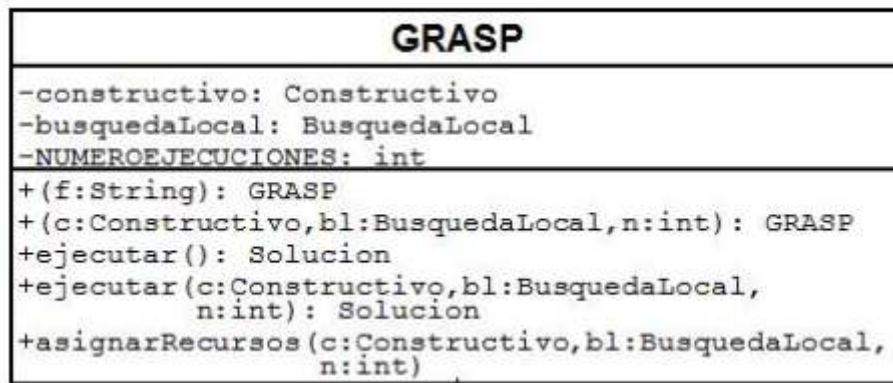 GRASP
-constructivo: Constructivo
-busquedaLocal: BusquedaLocal
-NUMEROEJECUCIONES: int
+(f:String): GRASP
+(c:Constructivo,bl:BusquedaLocal,n:int): GRASP
+ejecutar(): Solucion
+ejecutar(c:Constructivo,bl:BusquedaLocal,
n:int): Solucion
+asignarRecursos(c:Constructivo,bl:BusquedaLocal,
n:int)